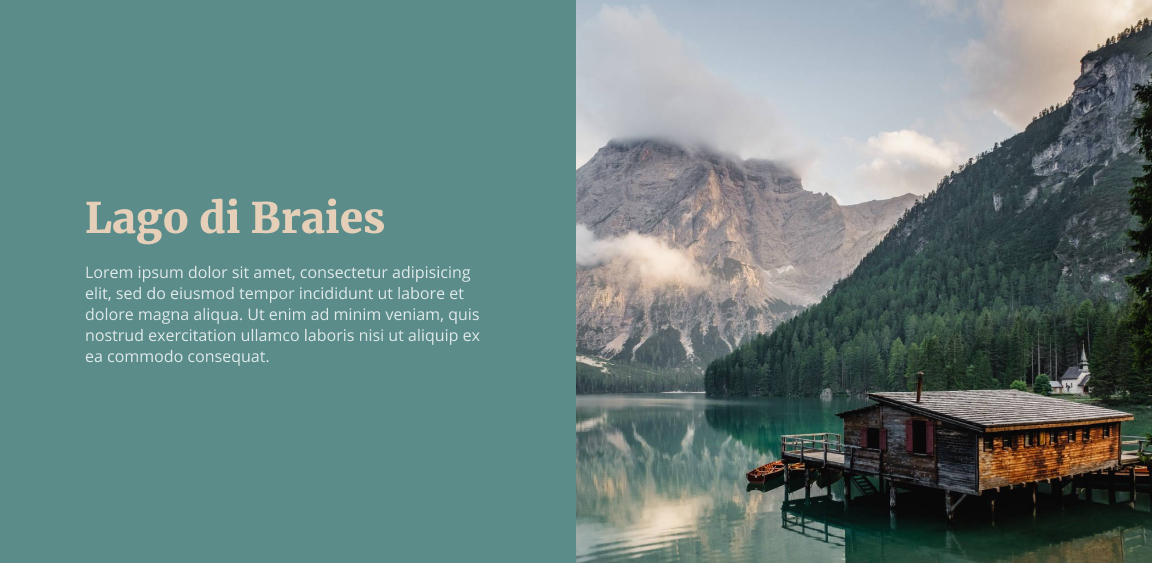 Lago di Braies
Lorem ipsum dolor sit amet, consectetur adipisicing
elit, sed do eiusmod tempor incididunt ut labore et
dolore magna aliqua. Ut enim ad minim veniam, quis
nostrud exercitation ullamco laboris nisi ut aliquip ex
ea commodo consequat.